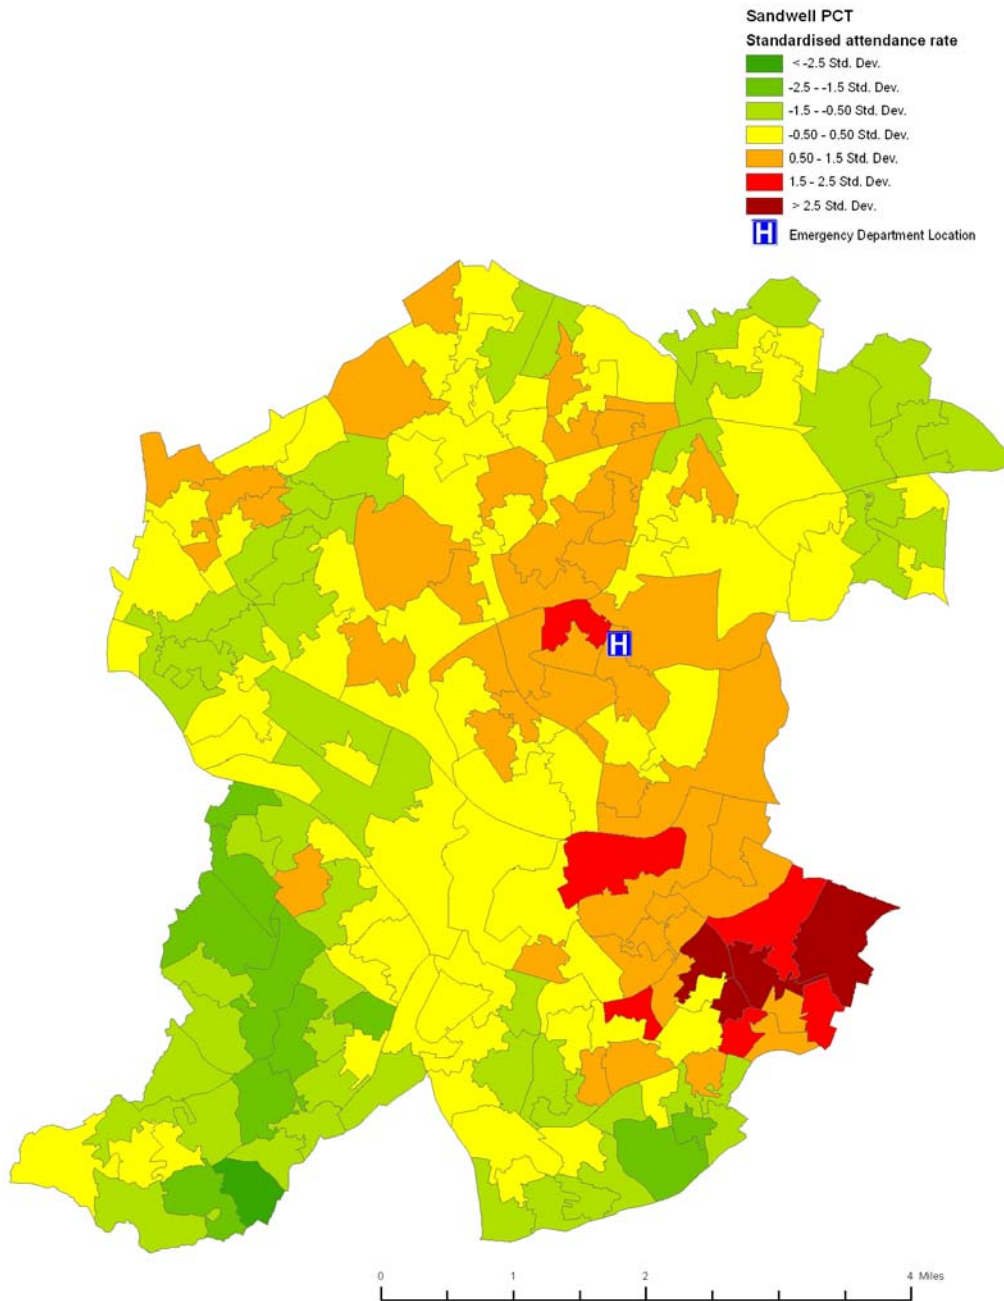 Sandwell PCT
Standardised attendance rate
< -2.5 Std. Dev.
-2.5 - -1.5 Std. Dev.
-1.5 - -0.50 Std. Dev.
-0.50 - 0.50 Std. Dev.
0.50 - 1.5 Std. Dev.
1.5 - 2.5 Std. Dev.
> 2.5 Std. Dev.
H Emergency Department Location
H
0 1 2 4 Miles